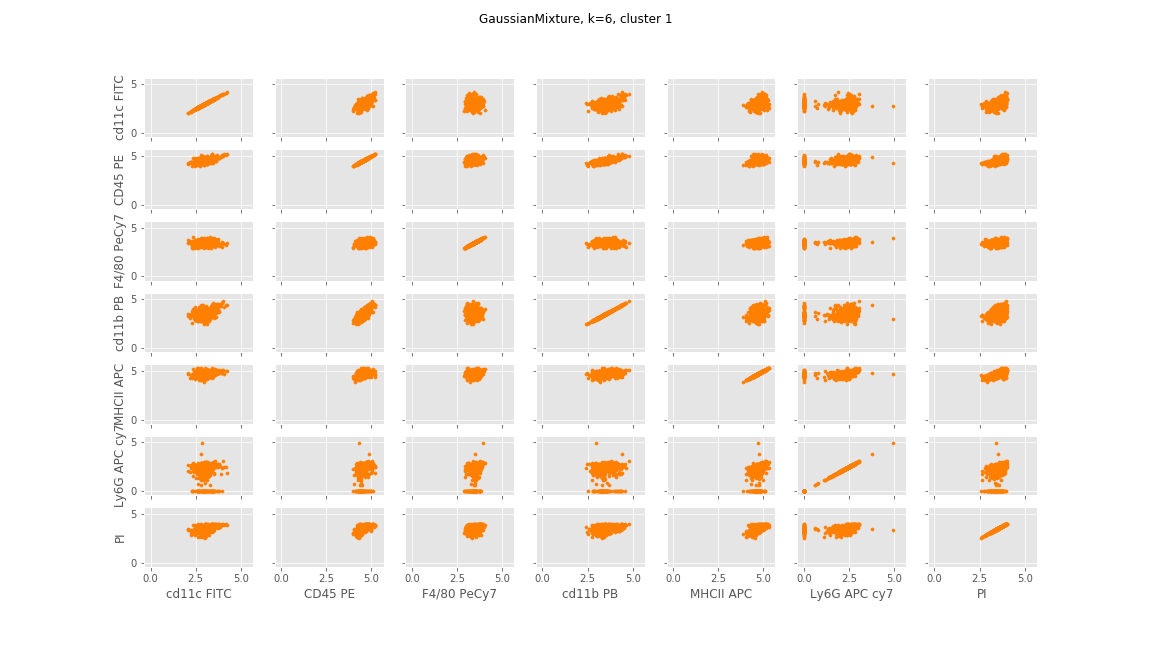 GaussianMixture, k=6, cluster 1
cd11c FITC
5
0
CD45 PE
5
0
F4/80 PeCy7
5
0
cd11b PB
5
0
MHCII APC
5
0
Ly6G APC cy7
5
0
PI
5
0
0.0 2.5 5.0 0.0 2.5 5.0 0.0 2.5 5.0 0.0 2.5 5.0 0.0 2.5 5.0 0.0 2.5 5.0 0.0 2.5 5.0
cd11c FITC CD45 PE F4/80 PeCy7 cd11b PB MHCII APC Ly6G APC cy7 PI